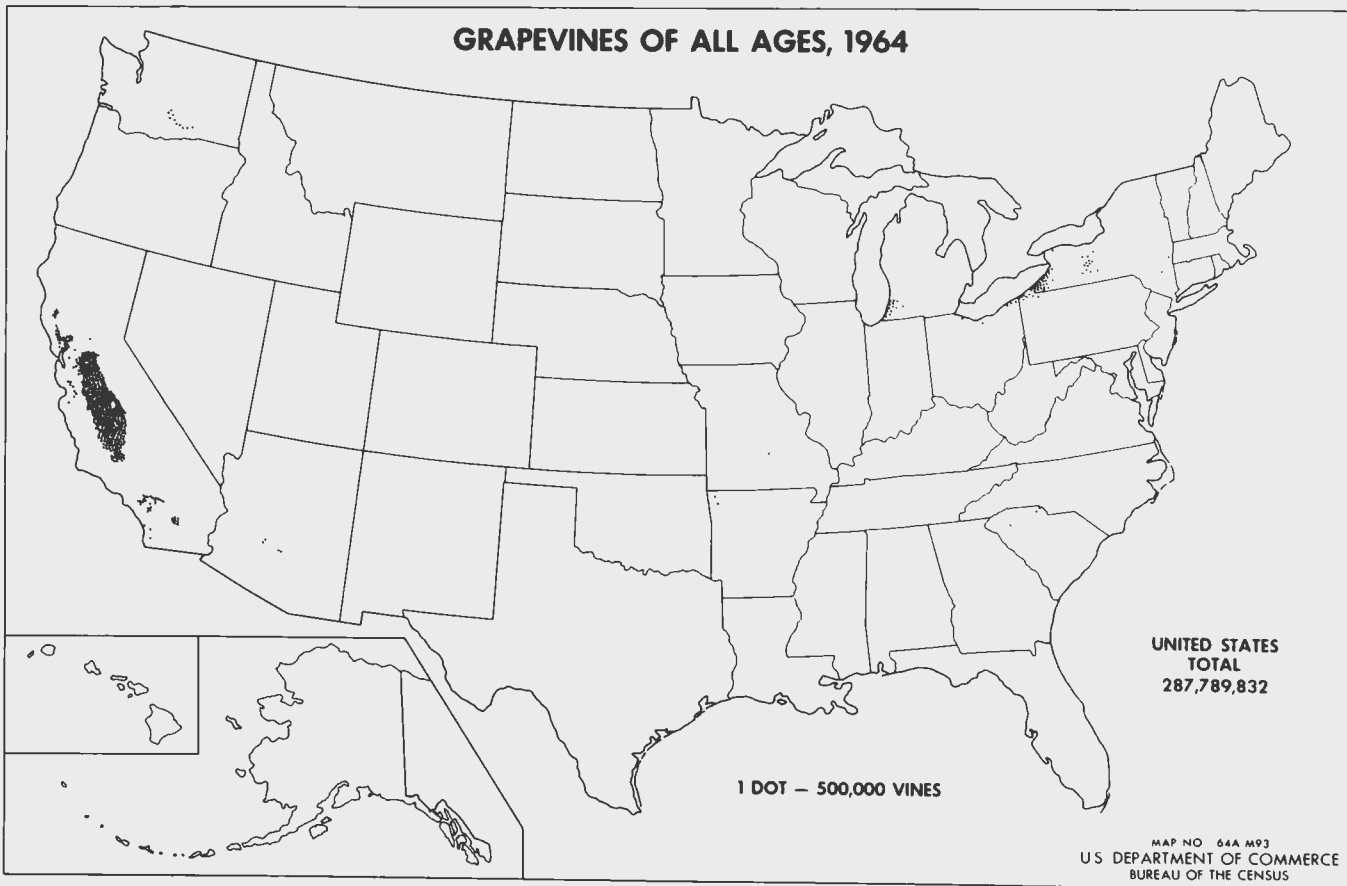 GRAPEVINES OF ALL AGES, 1964
UNITED STATES
TOTAL
287,789,832
1 DOT — 500,000 VINES
MAP NO 64A M93
U S DEPARTMENT OF COMMERCE
BUREAU OF THE CENSUS